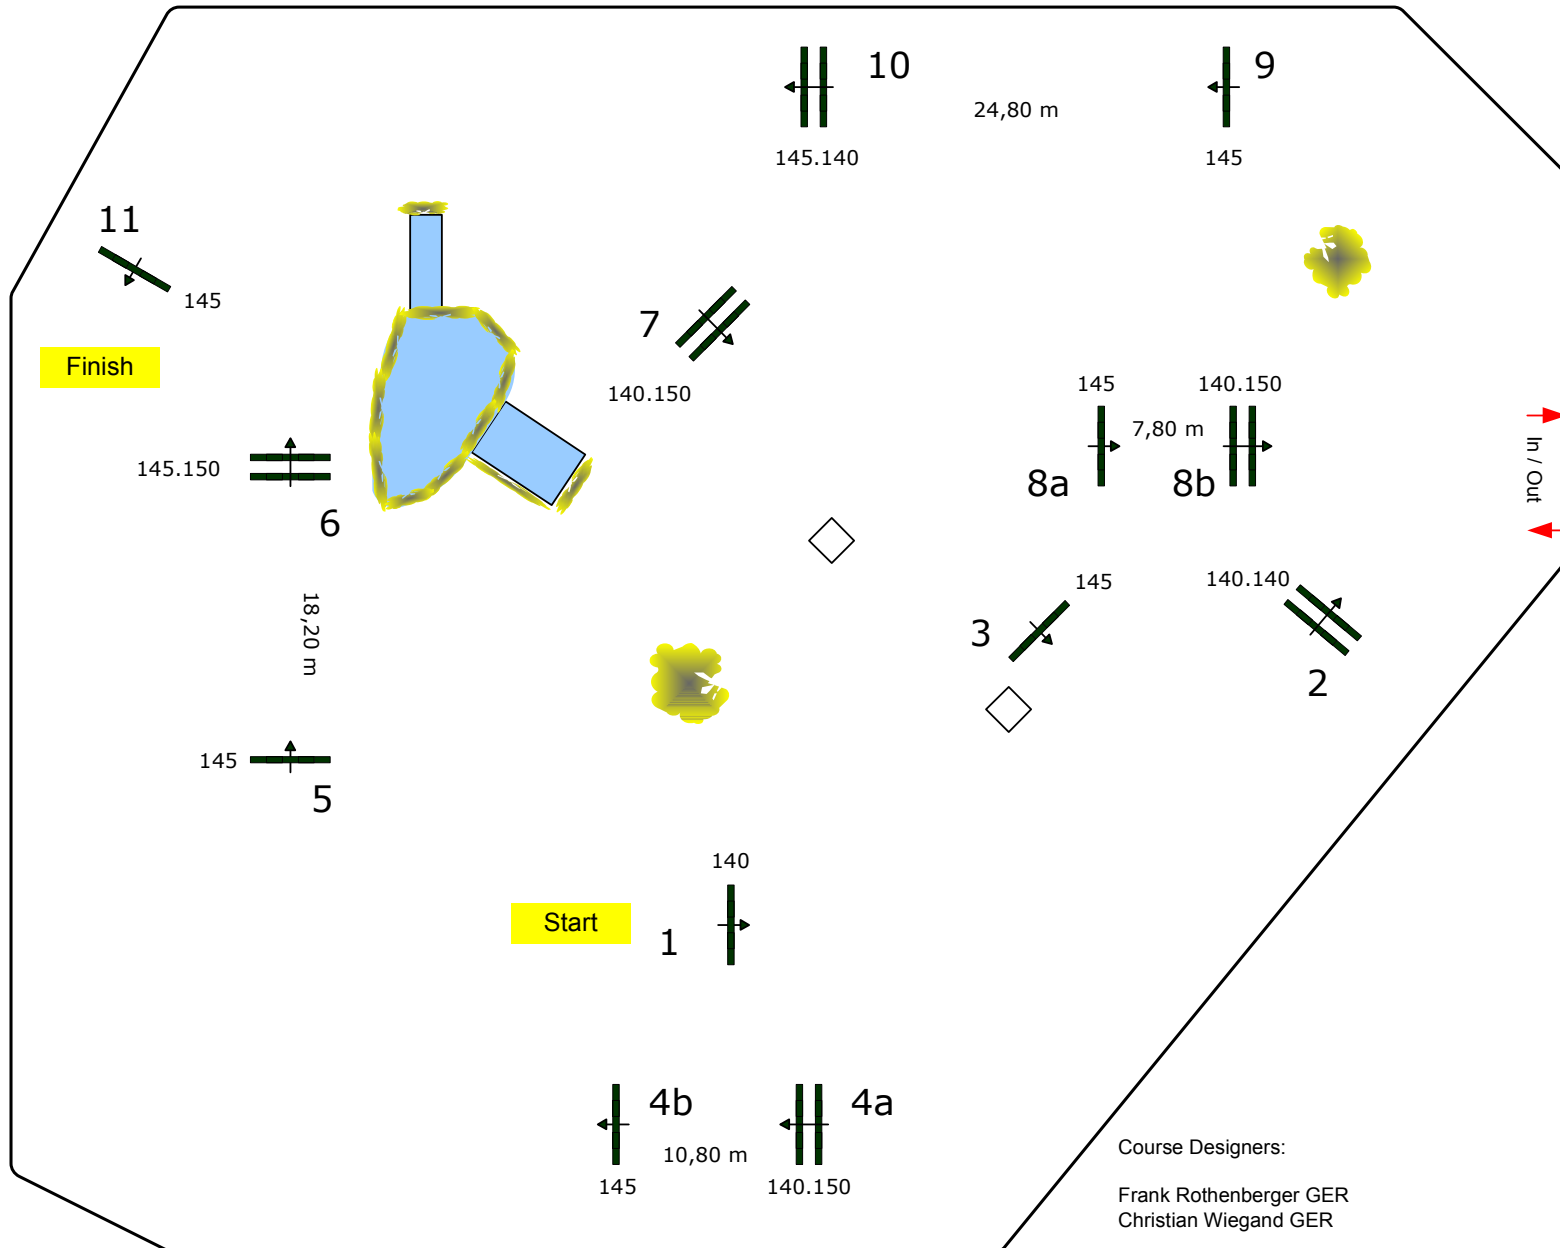 10
9
24,80 m
145.140
145
11
145
7
Finish
140.150
145
140.150
7,80 m
8a
8b
In / Out
145.150
6
18,20 m
145
140.140
3
2
145
5
140
Start
1
4b
4a
10,80 m
145
140.150
Course Designers:
Frank Rothenberger GER
Christian Wiegand GER